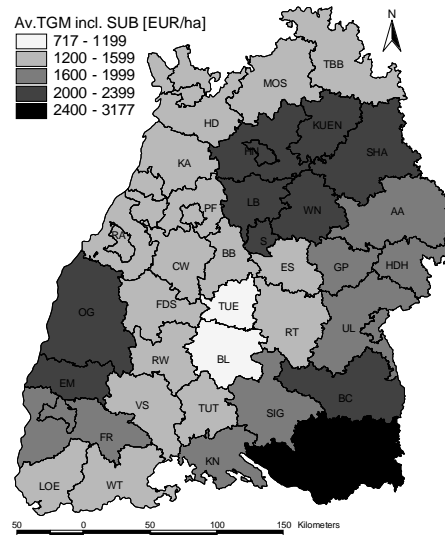 Av.TGM incl. SUB [EUR/ha]
717 - 1199
1200 - 1599
1600 - 1999
2000 - 2399
2400 - 3177
N
TBB
MOS
HD
KUEN
HN
SHA
KA
LB
WN
PF
AA
RA
S
BB
CW
ES
GP
HDH
OG
FDS
TUE
RT
UL
RW
BL
EM
BC
VS
TUT
SIG
FR
KN
LOE
WT
50 0 50 100 150 Kilometers